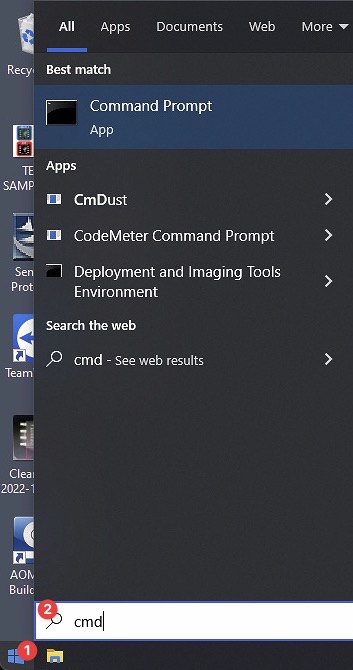 All Apps Documents Web More
Recy
Best match
Command Prompt
App
TE
SAMP
Apps
CmDust
CodeMeter Command Prompt
Sen
Prot
Deployment and Imaging Tools
Environment
Search the web
cmd - See web results
Team
Clea
2022-1
AOM
Build
2
cmd
1